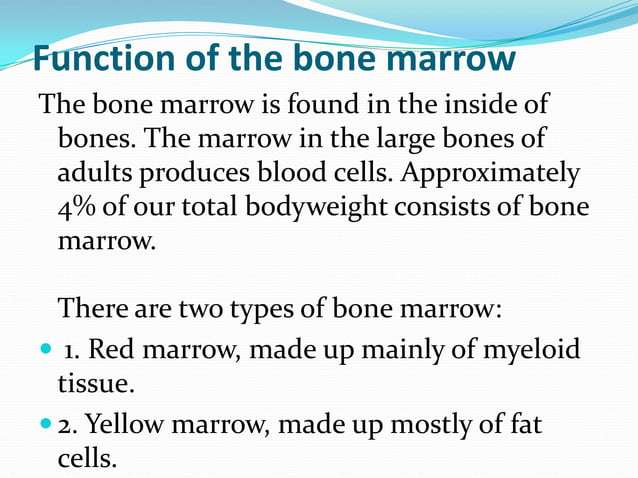 Function of the bone marrow
The bone marrow is found in the inside of
bones. The marrow in the large bones of
adults produces blood cells. Approximately
4% of our total bodyweight consists of bone
marrow.
There are two types of bone marrow:
• 1. Red marrow, made up mainly of myeloid
tissue.
• 2. Yellow marrow, made up mostly of fat
cells.